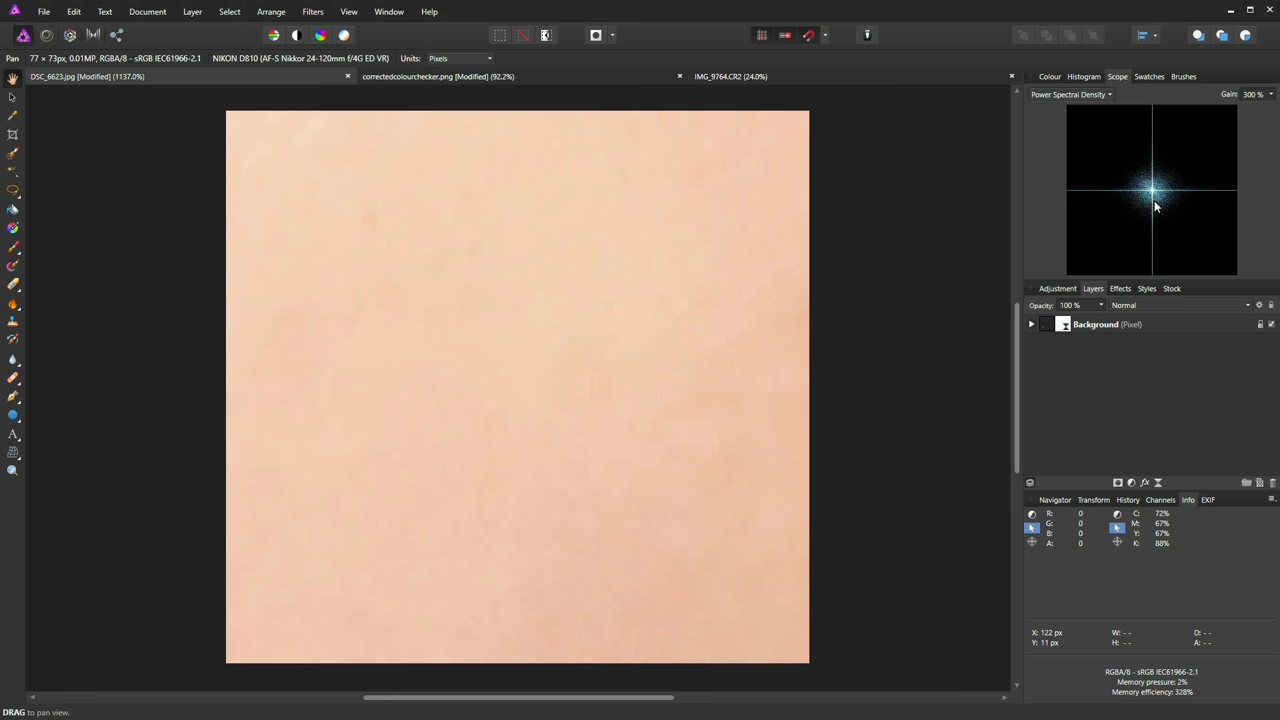 File Edit Text Document Layer Select Arrange Filters View Window Help
Pan 77 × 73px, 0.01MP, RGBA/8 - sRGB IEC61966-2.1 NIKON D810 (AF-S Nikkor 24-120mm f/4G ED VR) Units: Pixels
DSC_6623.jpg [Modified] (1137.0%) correctedcolourchecker.png [Modified] (92.2%) IMG_9764.CR2 (24.0%)
Colour Histogram Scope Swatches Brushes
Power Spectral Density Gain: 300 %
Adjustment Layers Effects Styles Stock
Opacity: 100 % Normal
Background (Pixel)
Navigator Transform History Channels Info EXIF
R: 0 C: 72%
G: 0 M: 67%
B: 0 Y: 67%
A: 0 K: 88%
X: 122 px W: - - D: - -
Y: 11 px H: - - A: - -
RGBA/8 - sRGB IEC61966-2.1
Memory pressure: 2%
Memory efficiency: 328%
DRAG to pan view.